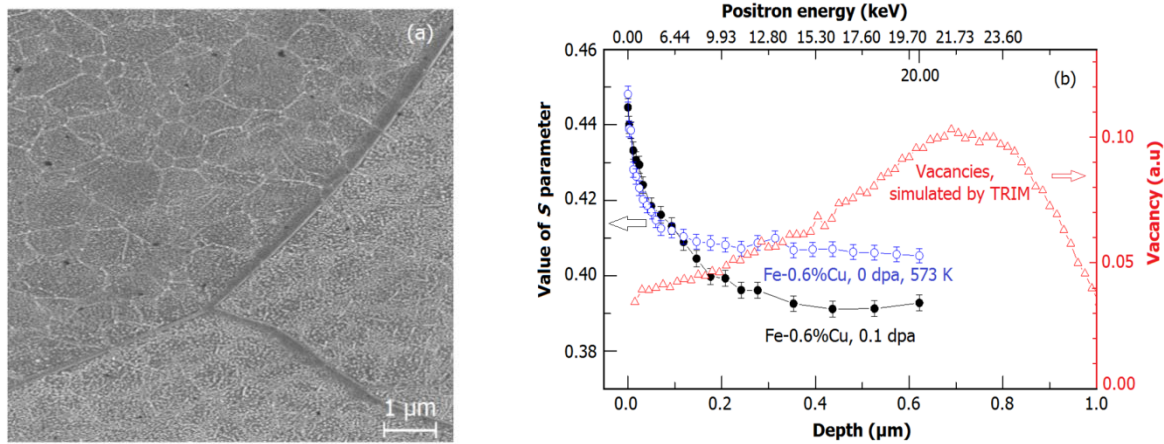 (a)
1 µm
Positron energy (keV)
0.00 6.44 9.93 12.80 15.30 17.60 19.70 21.73 23.60
20.00
(b)
0.46
0.44
0.42
0.40
0.38
Value of S parameter
Vacancies,
simulated by TRIM
Fe-0.6%Cu, 0 dpa, 573 K
Fe-0.6%Cu, 0.1 dpa
0.10
0.05
0.00
Vacancy (a.u)
0.0 0.2 0.4 0.6 0.8 1.0
Depth (µm)